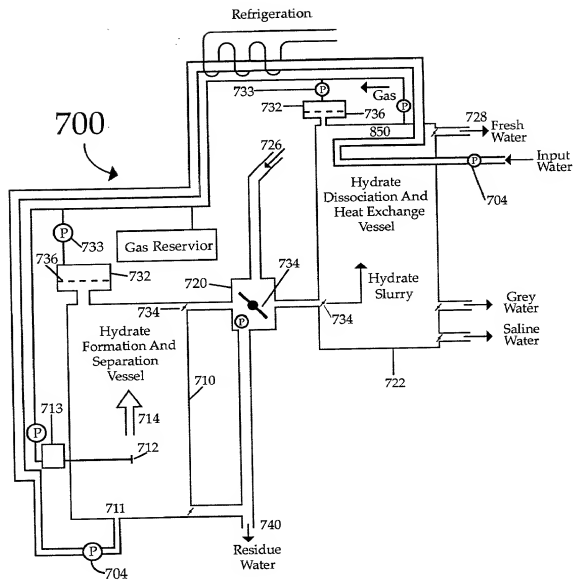 Refrigeration
733
P
Gas
P
732
736
728
700
850
Fresh
Water
726
Input
Water
P
704
Hydrate
Dissociation And
Heat Exchange
Vessel
P
733
Gas Reservior
736
732
720
734
734
P
Hydrate
Slurry
734
Grey
Water
Saline
Water
Hydrate
Formation And
Separation
Vessel
710
722
713
714
P
712
711
740
P
704
Residue
Water